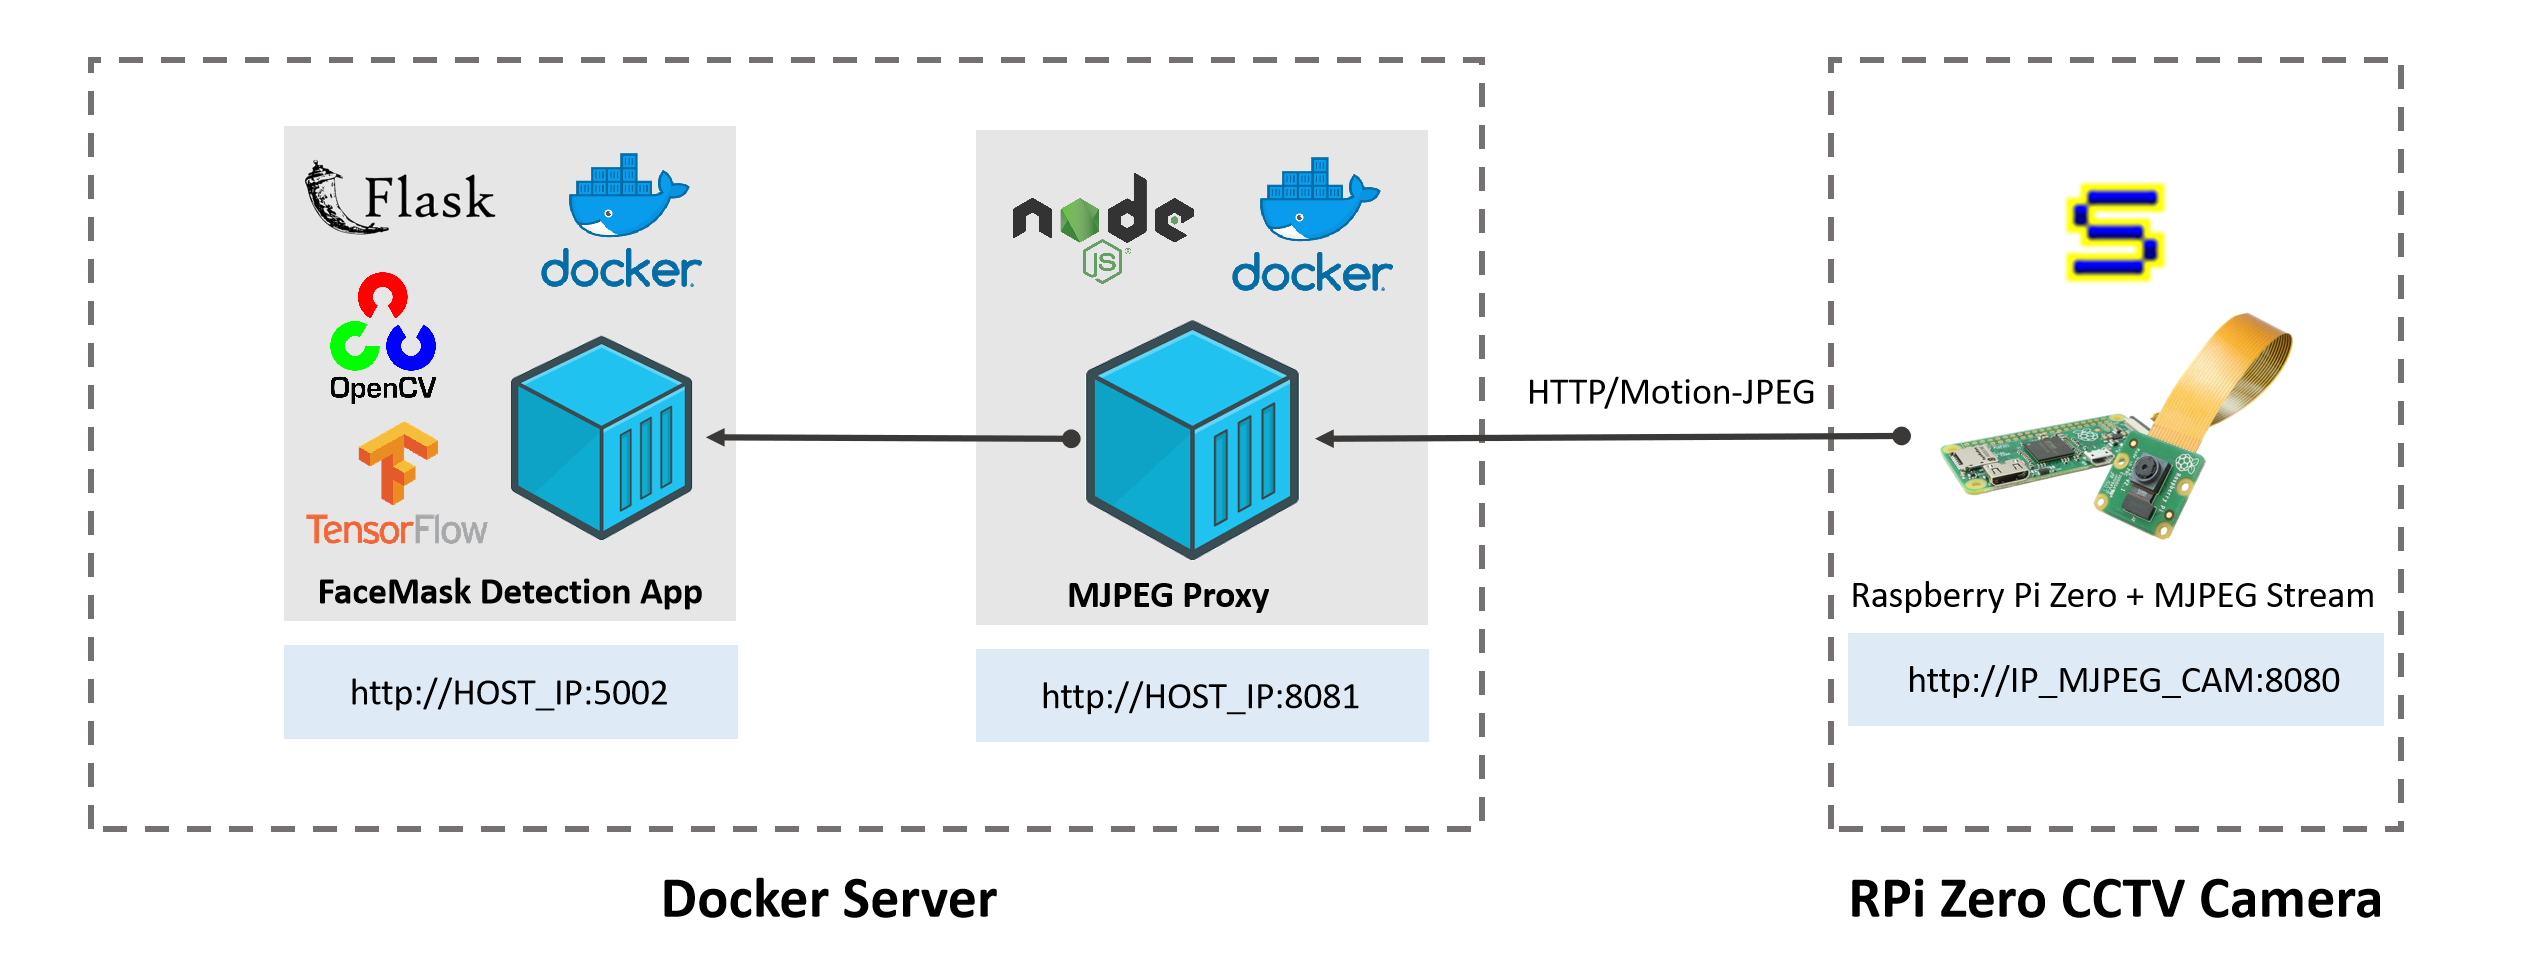 Flask
docker
OpenCV
TensorFlow
FaceMask Detection App
http://HOST_IP:5002
node
JS
docker
MJPEG Proxy
http://HOST_IP:8081
HTTP/Motion-JPEG
S
Raspberry Pi Zero + MJPEG Stream
http://IP_MJPEG_CAM:8080
Docker Server
RPi Zero CCTV Camera